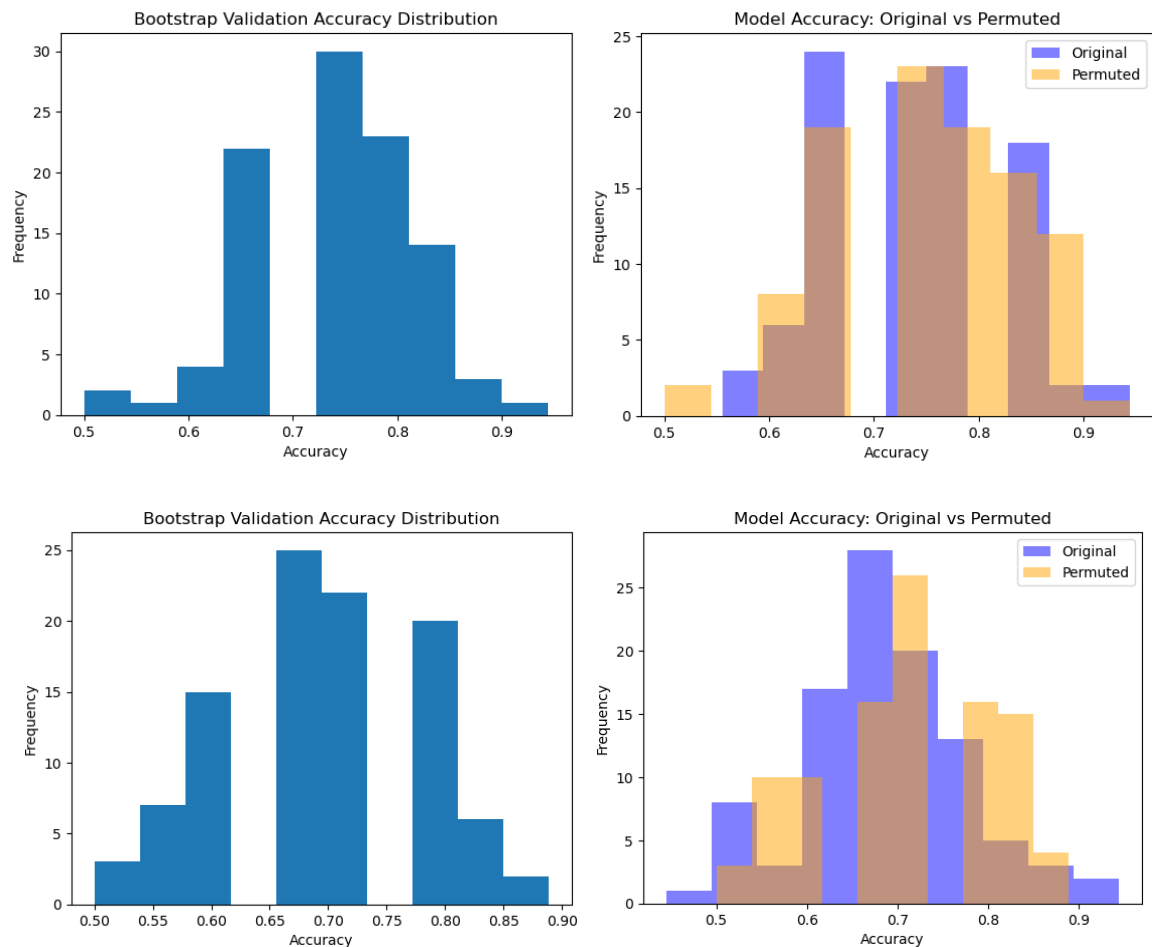 Bootstrap Validation Accuracy Distribution
30
25
20
15
10
5
0
Frequency
0.5 0.6 0.7 0.8 0.9
Accuracy
Model Accuracy: Original vs Permuted
Original
Permuted
25
20
15
10
5
0
Frequency
0.5 0.6 0.7 0.8 0.9
Accuracy
Bootstrap Validation Accuracy Distribution
25
20
15
10
5
0
Frequency
0.50 0.55 0.60 0.65 0.70 0.75 0.80 0.85 0.90
Accuracy
Model Accuracy: Original vs Permuted
Original
Permuted
25
20
15
10
5
0
Frequency
0.5 0.6 0.7 0.8 0.9
Accuracy